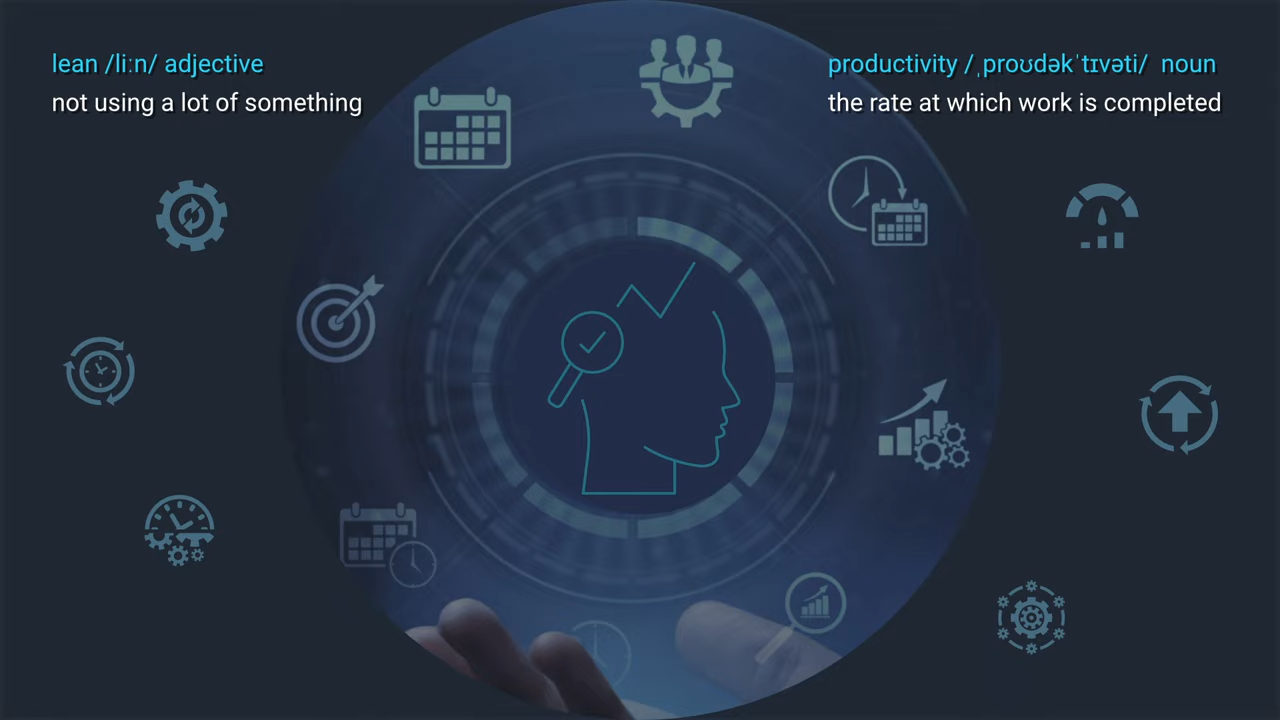 lean /liːn/ adjective
not using a lot of something
productivity /ˌproʊdəkˈtɪvəti/ noun
the rate at which work is completed